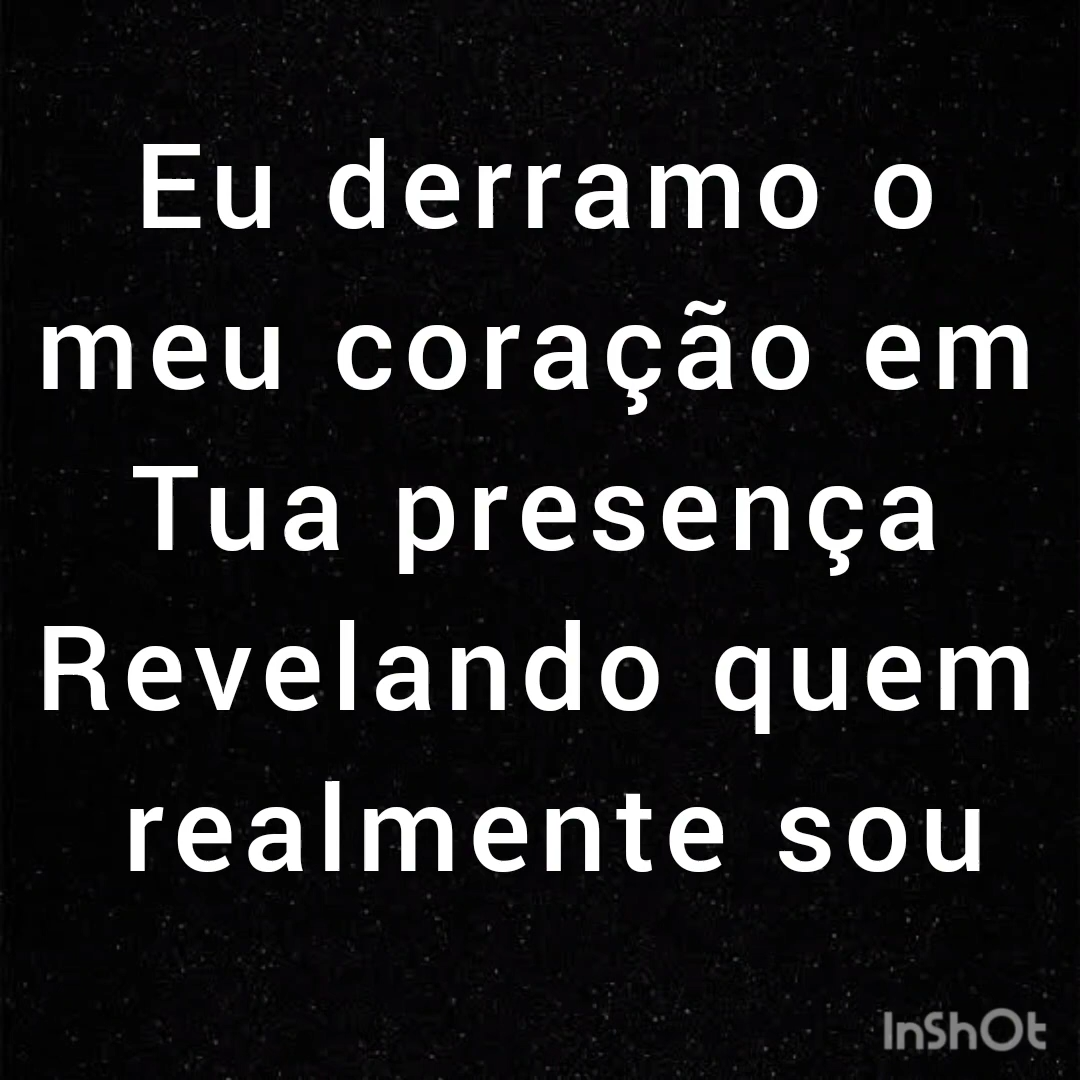 Eu derramo o
meu coração em
Tua presença
Revelando quem
realmente sou
InShOt